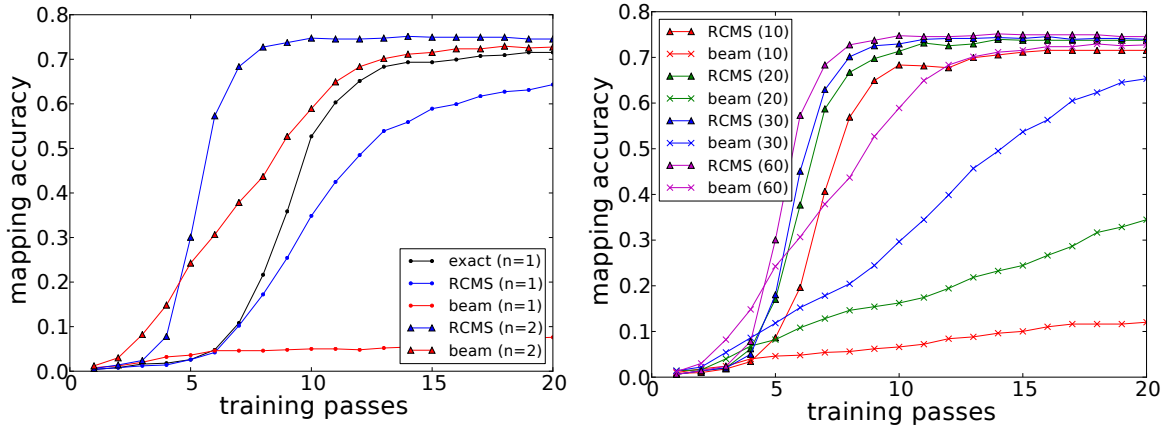 0.8
0.7
0.6
0.5
0.4
0.3
0.2
0.1
0.0
mapping accuracy
0
5
10
15
20
training passes
exact (n=1)
RCMS (n=1)
beam (n=1)
RCMS (n=2)
beam (n=2)
0.8
0.7
0.6
0.5
0.4
0.3
0.2
0.1
0.0
mapping accuracy
0
5
10
15
20
training passes
RCMS (10)
beam (10)
RCMS (20)
beam (20)
RCMS (30)
beam (30)
RCMS (60)
beam (60)